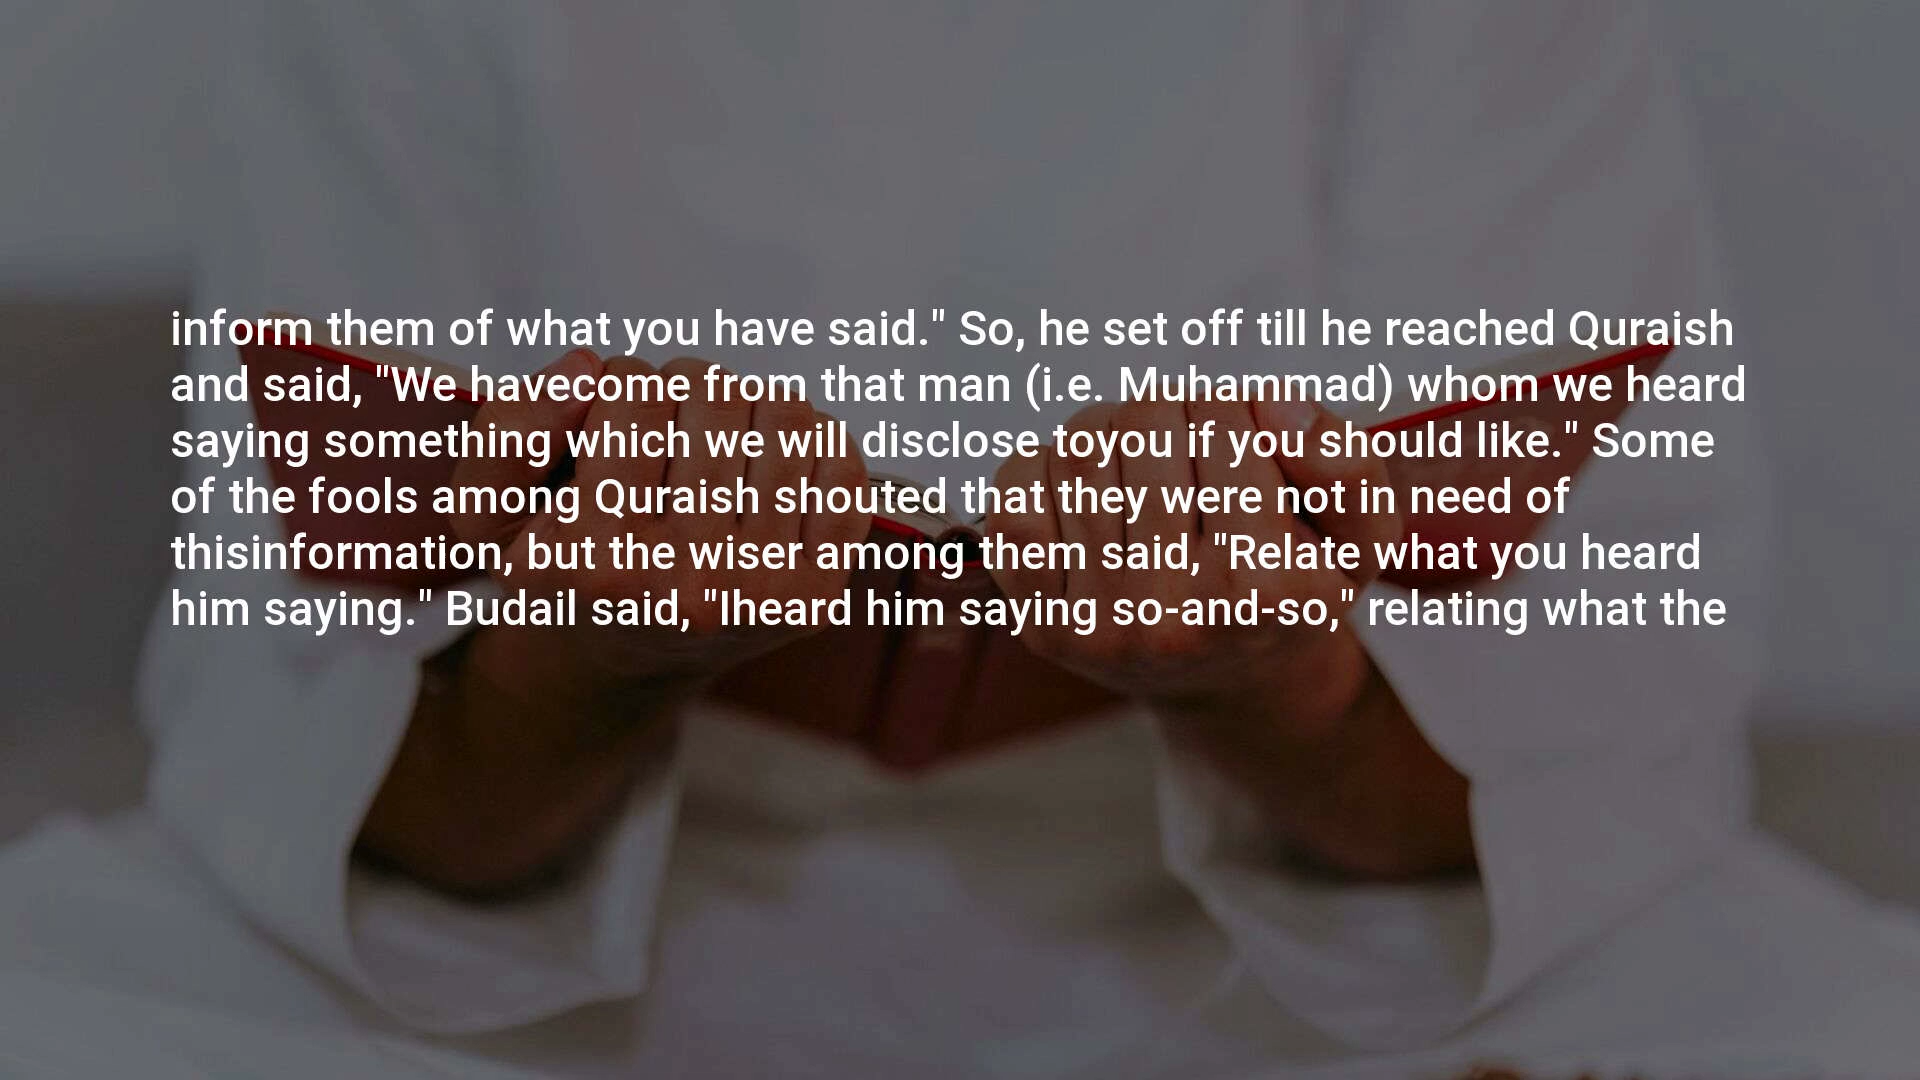 inform them of what you have said." So, he set off till he reached Quraish
and said, "We havecome from that man (i.e. Muhammad) whom we heard
saying something which we will disclose toyou if you should like." Some
of the fools among Quraish shouted that they were not in need of
thisinformation, but the wiser among them said, "Relate what you heard
him saying." Budail said, "Iheard him saying so-and-so," relating what the